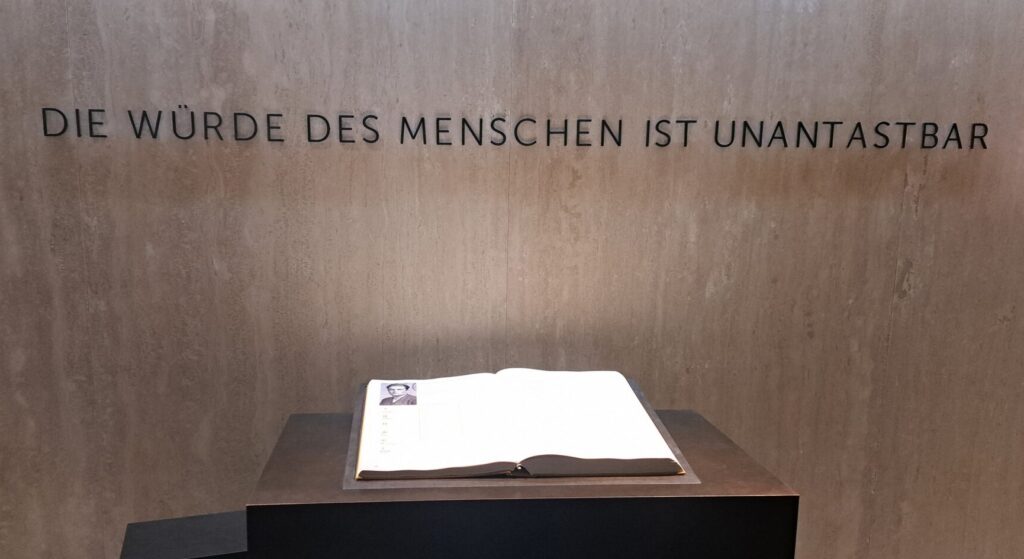 DIE WÜRDE DES MENSCHEN IST UNANTASTBAR